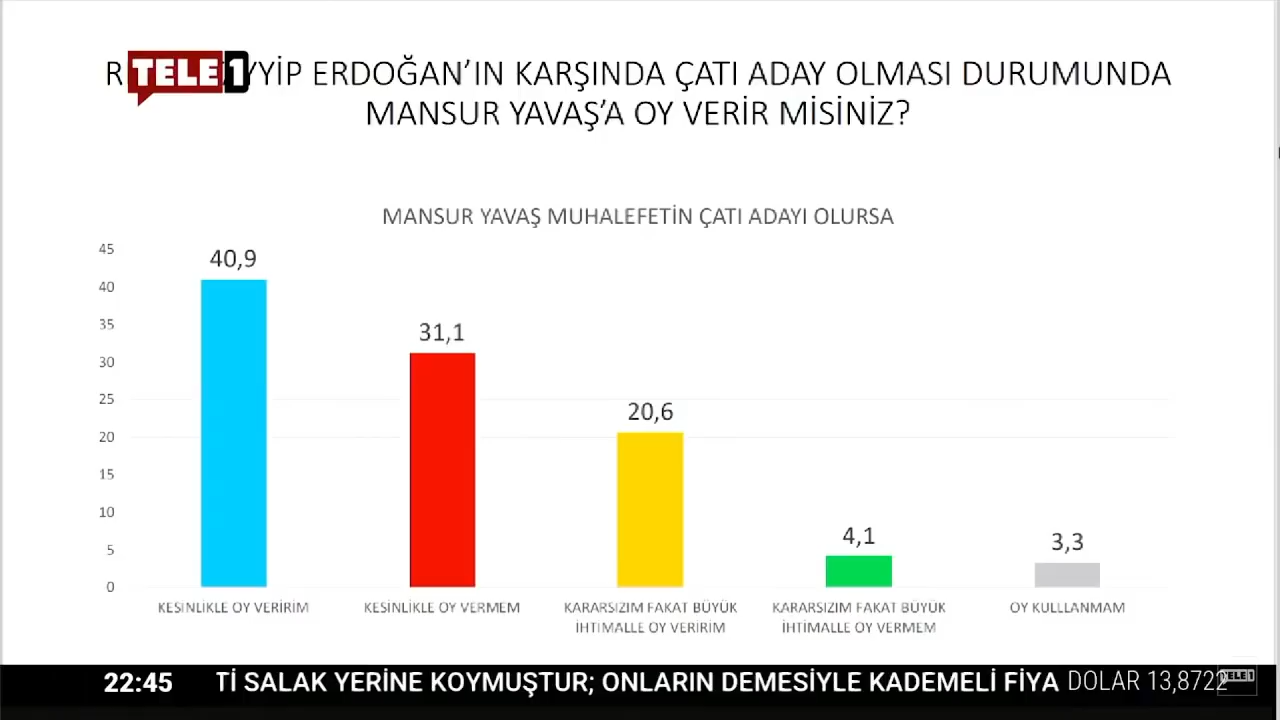 R TELE1 YYİP ERDOĞAN'IN KARŞINDA ÇATI ADAY OLMASI DURUMUNDA
MANSUR YAVAŞ'A OY VERİR MİSİNİZ?
MANSUR YAVAŞ MUHALEFETİN ÇATI ADAYI OLURSA
45
40
35
30
25
20
15
10
5
0
40,9
31,1
20,6
4,1
3,3
KESİNLİKLE OY VERİRİM
KESİNLİKLE OY VERMEM
KARARSIZIM FAKAT BÜYÜK
İHTİMALLE OY VERİRİM
KARARSIZIM FAKAT BÜYÜK
İHTİMALLE OY VERMEM
OY KULLLANMAM
22:45 Tİ SALAK YERİNE KOYMUŞTUR; ONLARIN DEMESİYLE KADEMELİ FİYA DOLAR 13,8722 TELE1